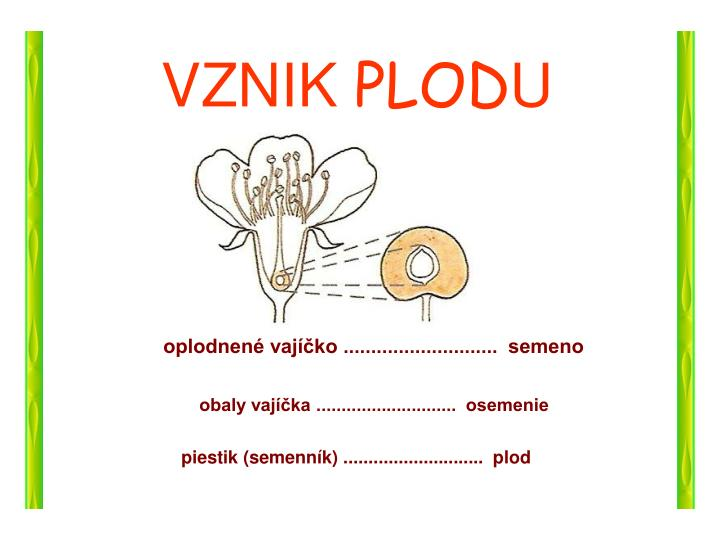 VZNIK PLODU
oplodnené vajíčko ............................ semeno
obaly vajíčka ............................ osemenie
piestik (semenník) ............................ plod